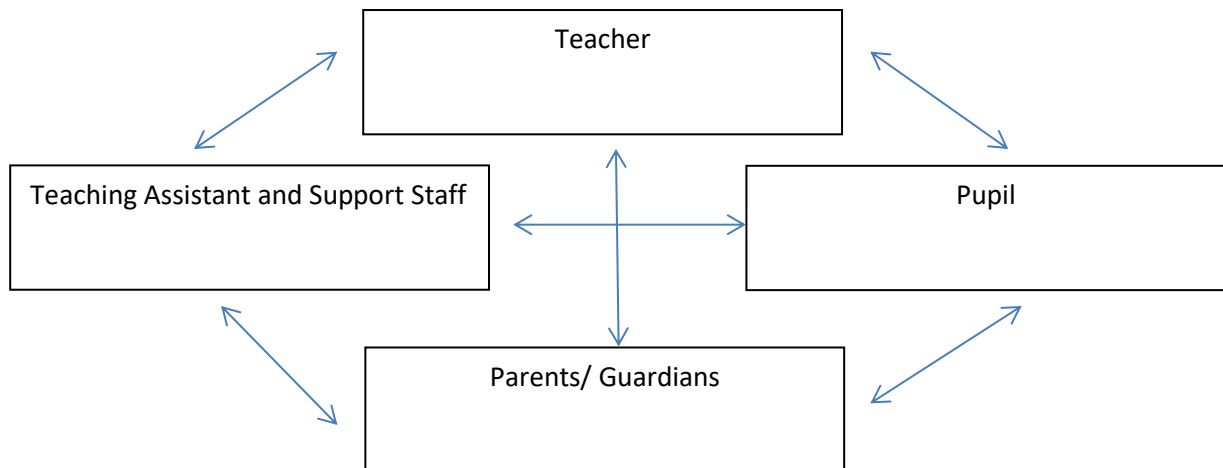 Teacher
Teaching Assistant and Support Staff
Pupil
Parents/ Guardians